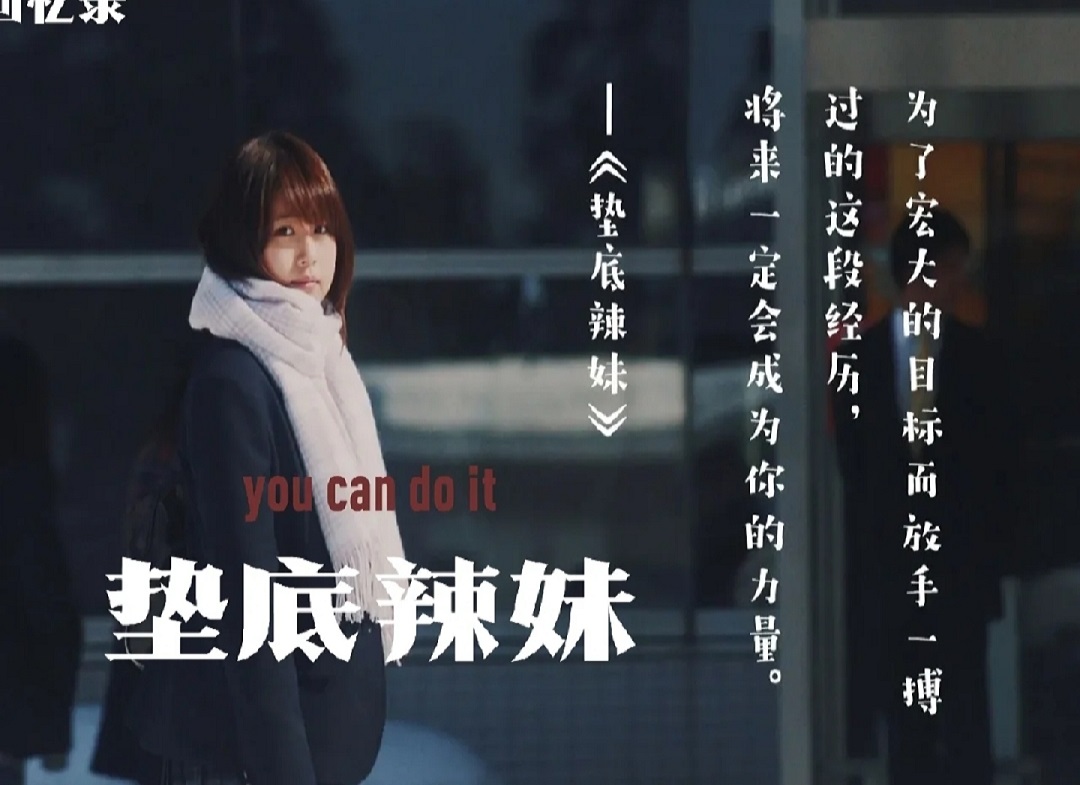 回忆录
为了宏大的目标而放手一搏
过的这段经历，
将来一定会成为你的力量。
—《垫底辣妹》
you can do it
垫底辣妹